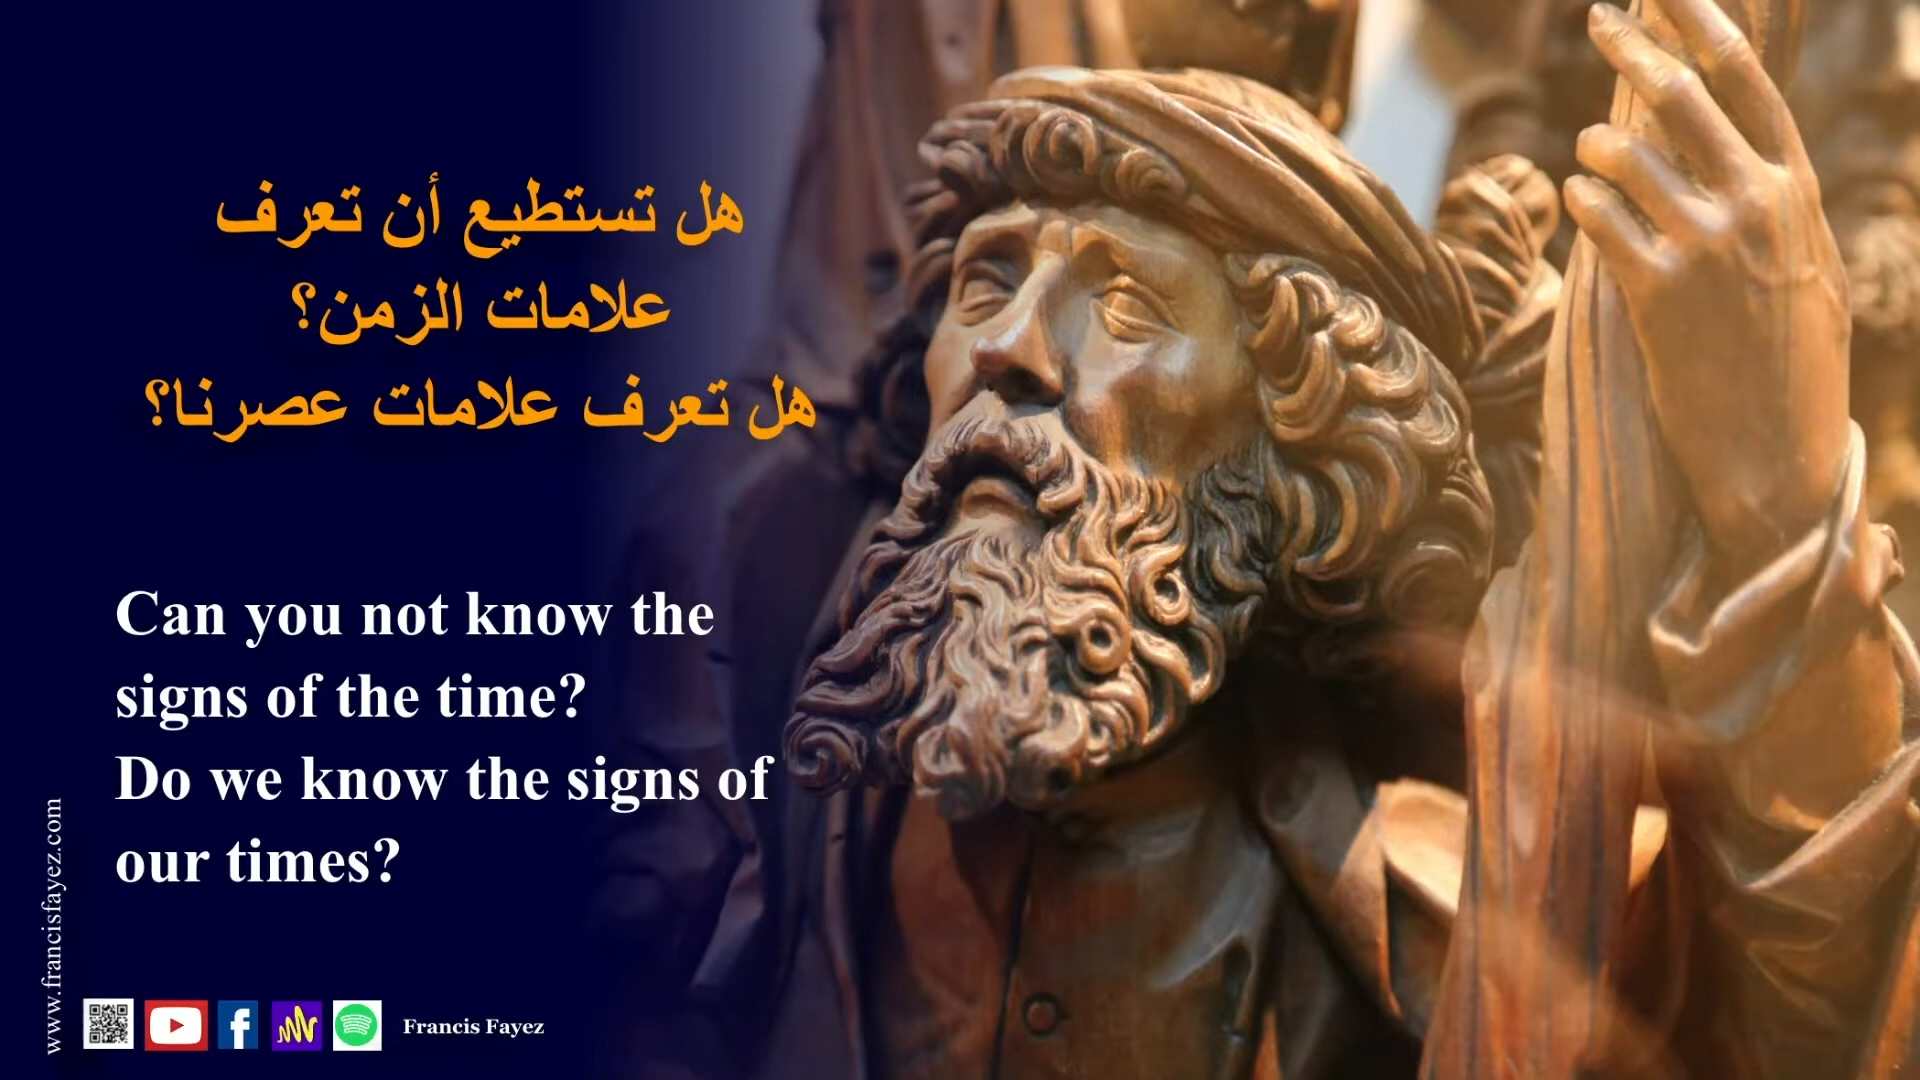 هل تستطيع أن تعرف
علامات الزمن؟
هل تعرف علامات عصرنا؟
Can you not know the
signs of the time?
Do we know the signs of
our times?
www.francisfayez.com
Francis Fayez